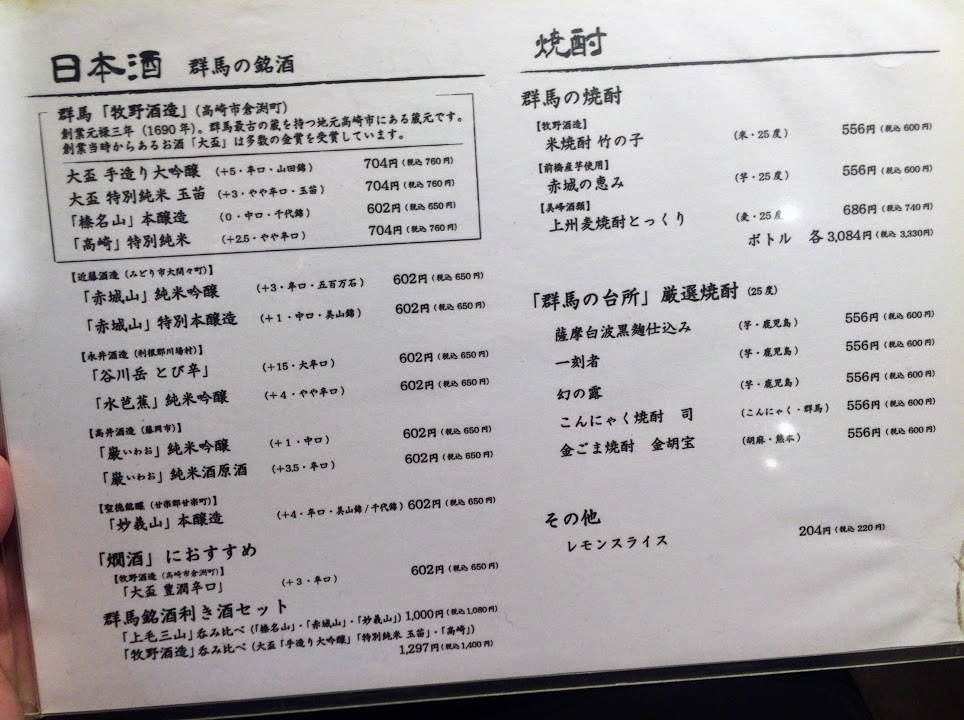 日本酒 群馬の銘酒
群馬「牧野酒造」(高崎市倉渕町)
創業元禄三年(1690年)。群馬最古の蔵を持つ地元高崎市にある蔵元です。
創業当時からあるお酒「大盃」は多数の金賞を受賞しています。
大盃 手造り大吟醸 (+5・辛口・山田錦) 704円(税込 760円)
大盃 特別純米 玉苗 (+3・やや辛口・玉苗) 704円(税込 760円)
「榛名山」本醸造 (0・中口・千代錦) 602円(税込 650円)
「高崎」特別純米 (+2.5・やや辛口) 704円(税込 760円)
【近藤酒造(みどり市大間々町)】
「赤城山」純米吟醸 (+3・辛口・五百万石) 602円(税込 650円)
「赤城山」特別本醸造 (+1・中口・美山錦) 602円(税込 650円)
【永井酒造(利根郡川場村)】
「谷川岳 とび辛」 (+15・大辛口) 602円(税込 650円)
「水芭蕉」純米吟醸 (+4・やや辛口) 602円(税込 650円)
【高井酒造(藤岡市)】
「巌いわお」純米吟醸 (+1・中口) 602円(税込 650円)
「巌いわお」純米酒原酒 (+3.5・辛口) 602円(税込 650円)
【聖徳銘醸(甘楽郡甘楽町)】
「妙義山」本醸造 (+4・辛口・美山錦/千代錦) 602円(税込 650円)
「燗酒」におすすめ
【牧野酒造(高崎市倉渕町)】
「大盃 豊潤辛口」 (+3・辛口) 602円(税込 650円)
群馬銘酒利き酒セット
「上毛三山」呑み比べ(「榛名山」・「赤城山」・「妙義山」) 1,000円(税込 1,080円)
「牧野酒造」呑み比べ(大盃「手造り大吟醸」「特別純米 玉苗」・「高崎」)
1,297円(税込 1,400円)
焼酎
群馬の焼酎
【牧野酒造】
米焼酎 竹の子 (米・25度) 556円(税込 600円)
【前橋産芋使用】
赤城の恵み (芋・25度) 556円(税込 600円)
【美峰酒類】
上州麦焼酎とっくり (麦・25度 686円(税込 740円)
ボトル 各3,084円(税込 3,330円)
「群馬の台所」厳選焼酎(25度)
薩摩白波黒麹仕込み (芋・鹿児島) 556円(税込 600円)
一刻者 (芋・鹿児島) 556円(税込 600円)
幻の露 (芋・鹿児島) 556円(税込 600円)
こんにゃく焼酎 司 (こんにゃく・群馬) 556円(税込 600円)
金ごま焼酎 金胡宝 (胡麻・熊本) 556円(税込 600円)
その他
レモンスライス 204円(税込 220円)